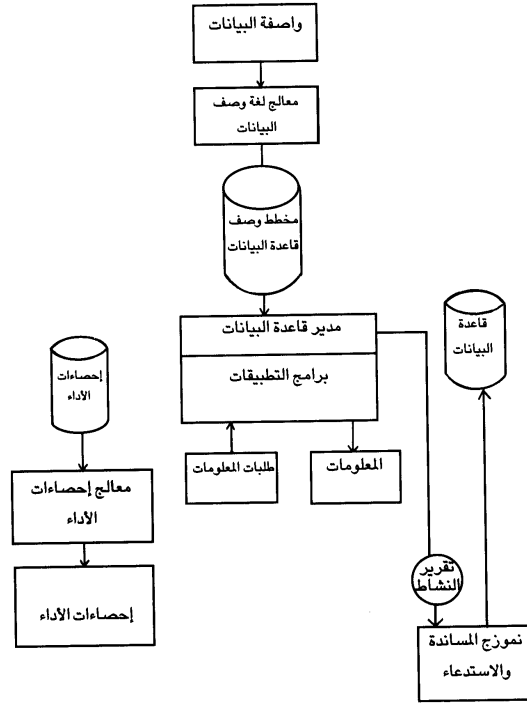 واصفة البيانات
معالج لغة وصف
البيانات
مخطط وصف
قاعدة البيانات
مدير قاعدة البيانات
برامج التطبيقات
قاعدة
البيانات
إحصاءات
الأداء
طلبات المعلومات
المعلومات
معالج إحصاءات
الأداء
إحصاءات الأداء
تقرير
النشاط
نموزج المساندة
والاستدعاء